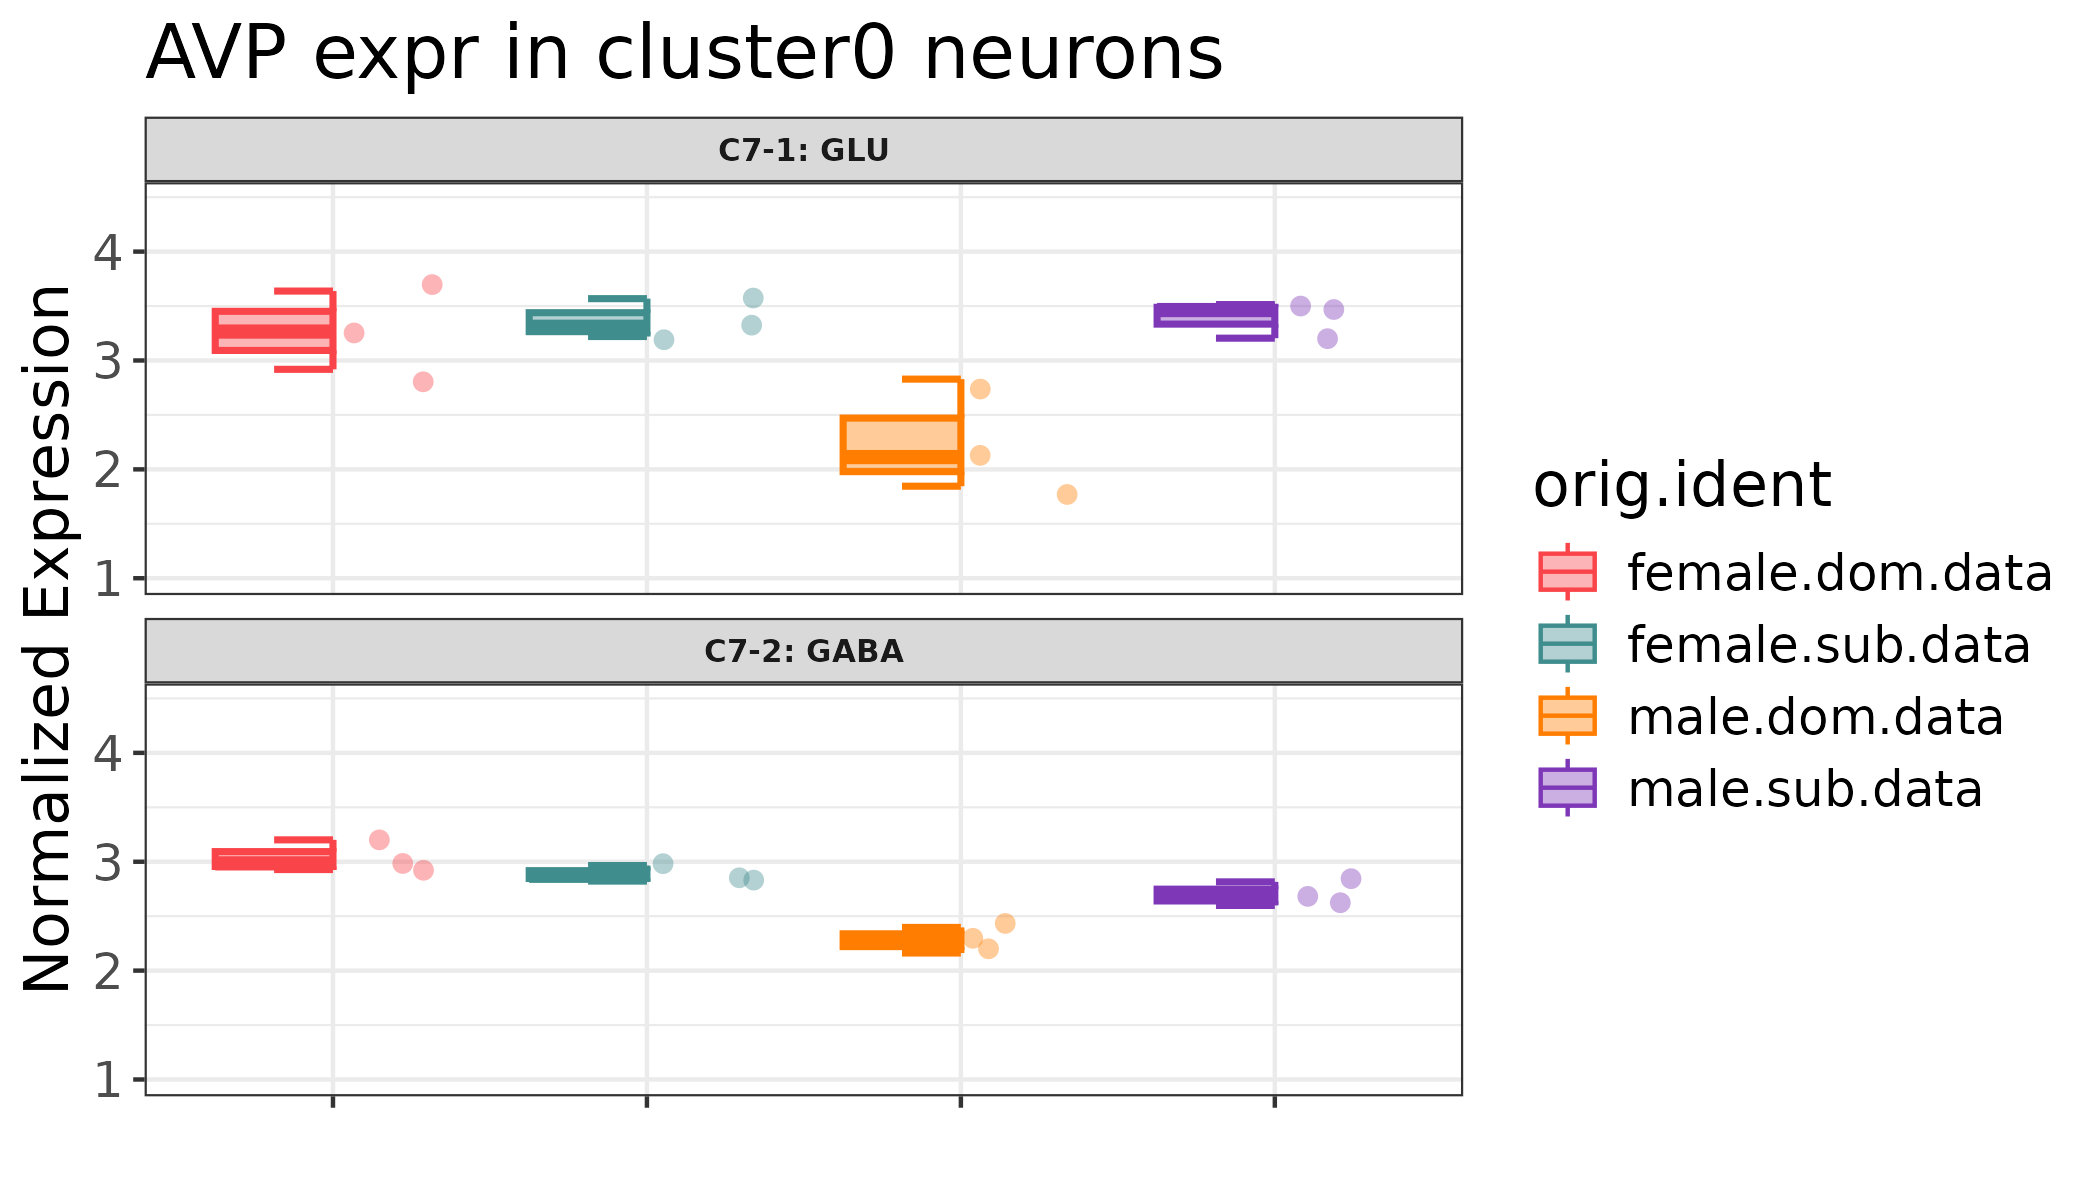 AVP expr in cluster0 neurons
C7-1: GLU
4
3
2
1
C7-2: GABA
4
3
2
1
Normalized Expression
orig.ident
female.dom.data
female.sub.data
male.dom.data
male.sub.data